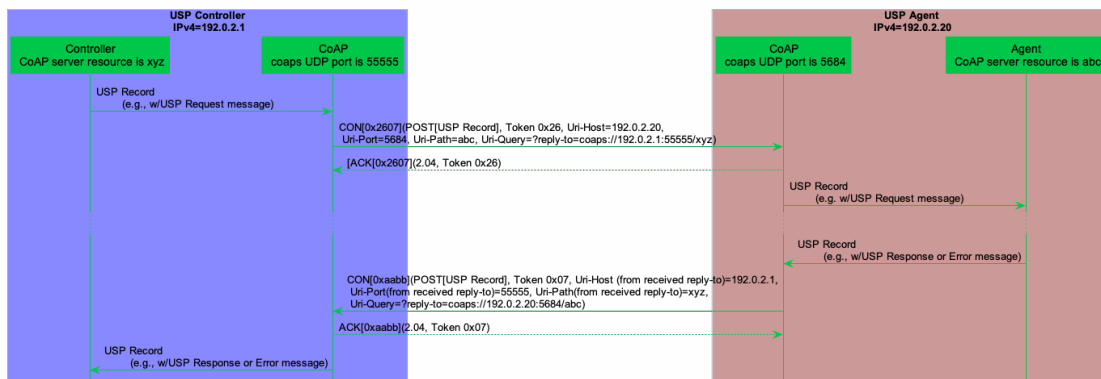 USP Controller
IPv4=192.0.2.1
USP Agent
IPv4=192.0.2.20
Controller
CoAP server resource is xyz
CoAP
coaps UDP port is 55555
CoAP
coaps UDP port is 5684
Agent
CoAP server resource is abc
USP Record
(e.g., w/USP Request message)
CON[0x2607](POST[USP Record], Token 0x26, Uri-Host=192.0.2.20,
Uri-Port=5684, Uri-Path=abc, Uri-Query=?reply-to=coaps://192.0.2.1:55555/xyz)
[ACK[0x2607](2.04, Token 0x26)
USP Record
(e.g. w/USP Request message)
USP Record
(e.g., w/USP Response or Error message)
CON[0xaabb](POST[USP Record], Token 0x07, Uri-Host (from received reply-to)=192.0.2.1,
Uri-Port(from received reply-to)=55555, Uri-Path(from received reply-to)=xyz,
Uri-Query=?reply-to=coaps://192.0.2.20:5684/abc)
ACK[0xaabb](2.04, Token 0x07)
USP Record
(e.g., w/USP Response or Error message)